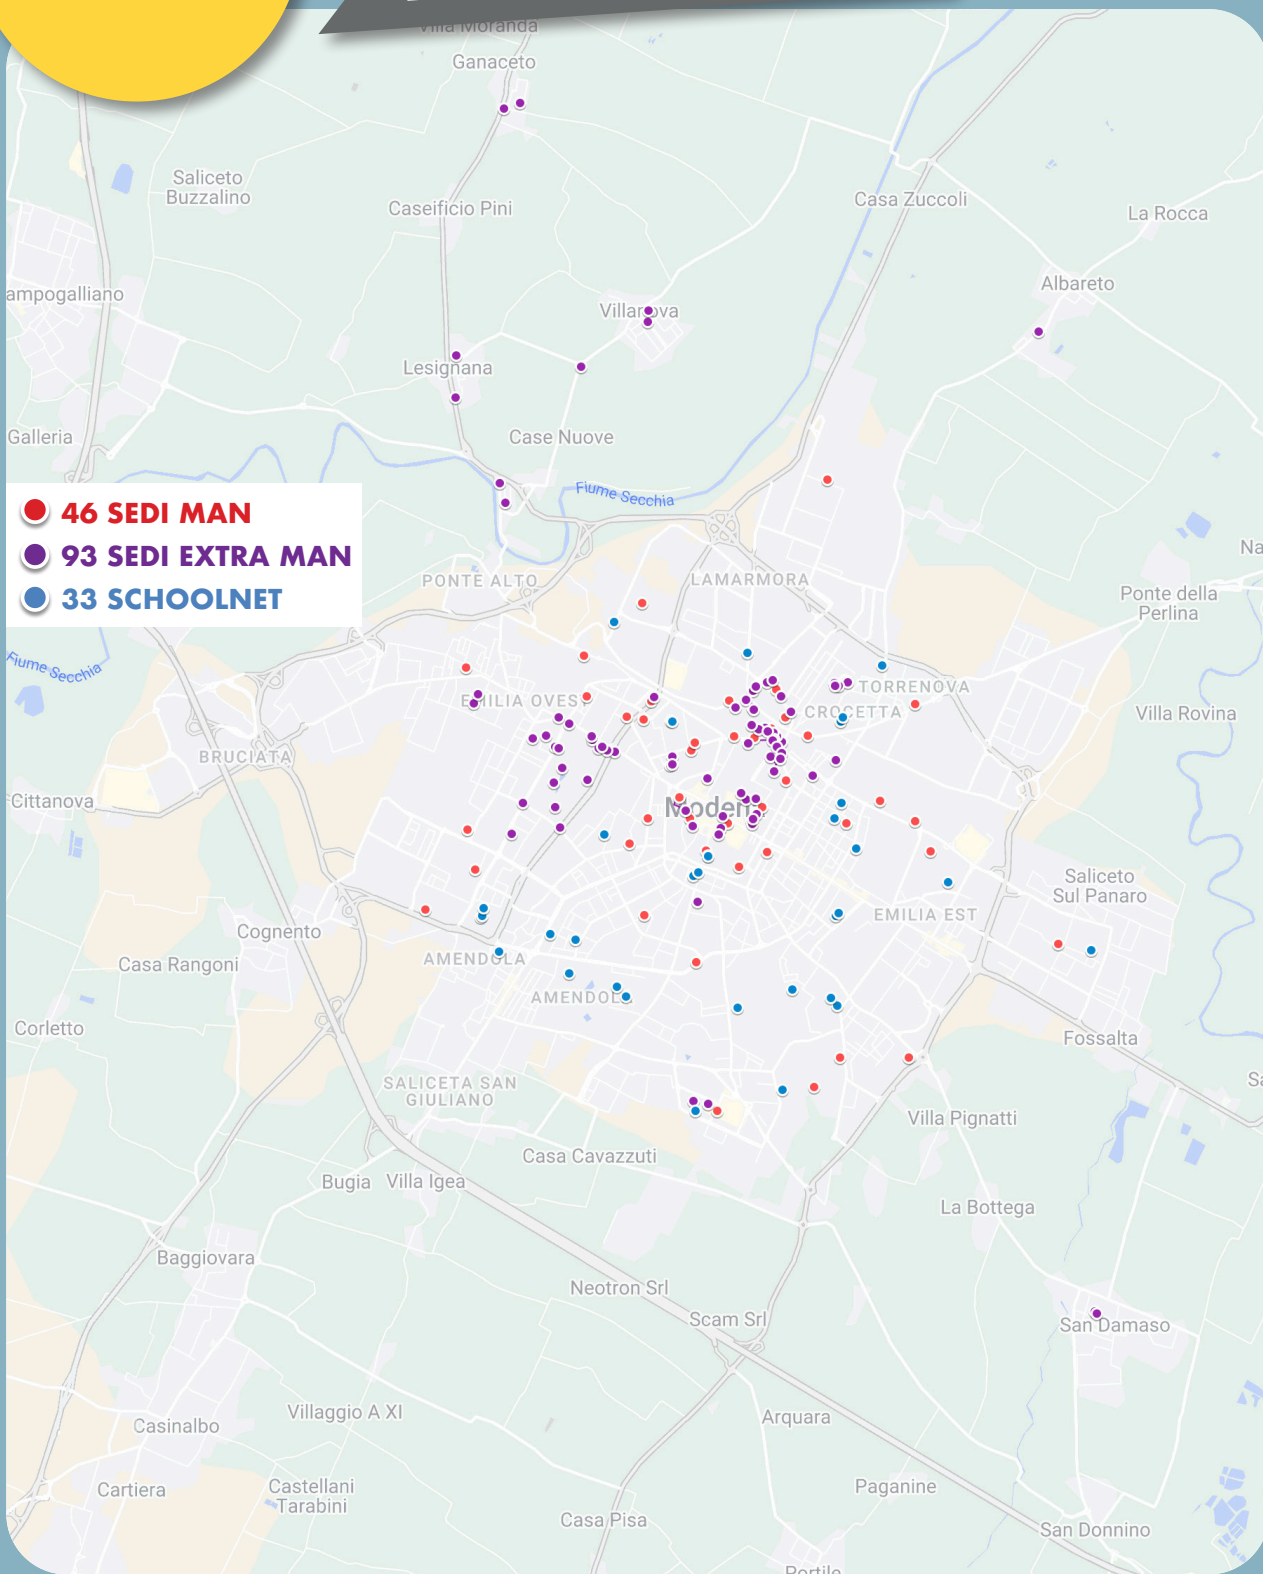 Villa Moranda
Ganaceto
Saliceto
Buzzalino
Caseificio Pini
Casa Zuccoli
La Rocca
Albareto
ampogalliano
Villanova
Lesignana
Galleria
Case Nuove
Fiume Secchia
46 SEDI MAN
93 SEDI EXTRA MAN
33 SCHOOLNET
Na
PONTE ALTO
LAMARMORA
Ponte della
Perlina
Fiume Secchia
EMILIA OVEST
TORRENOVA
CROCETTA
Villa Rovina
BRUCIATA
Cittanova
Modena
Saliceto
Sul Panaro
EMILIA EST
Cognento
AMENDOLA
Casa Rangoni
AMENDOLA
Corletto
Fossalta
SALICETA SAN
GIULIANO
Sa
Villa Pignatti
Casa Cavazzuti
Bugia
Villa Igea
La Bottega
Baggiovara
Neotron Srl
Scam Srl
San Damaso
Villaggio A XI
Arquara
Casinalbo
Cartiera
Castellani
Tarabini
Paganine
Casa Pisa
San Donnino
Portile